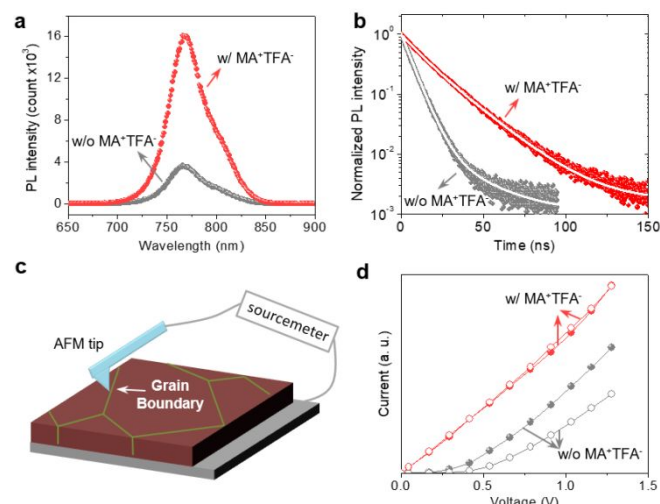 a
16
12
8
4
0
PL intensity (count x10³)
w/ MA⁺TFA⁻
w/o MA⁺TFA⁻
650 700 750 800 850 900
Wavelength (nm)
b
10⁰
10⁻¹
10⁻²
10⁻³
Normalized PL intensity
w/ MA⁺TFA⁻
w/o MA⁺TFA⁻
0 50 100 150
Time (ns)
c
sourcemeter
AFM tip
Grain
Boundary
d
Current (a. u.)
w/ MA⁺TFA⁻
w/o MA⁺TFA⁻
0.0 0.5 1.0 1.5
Voltage (V)